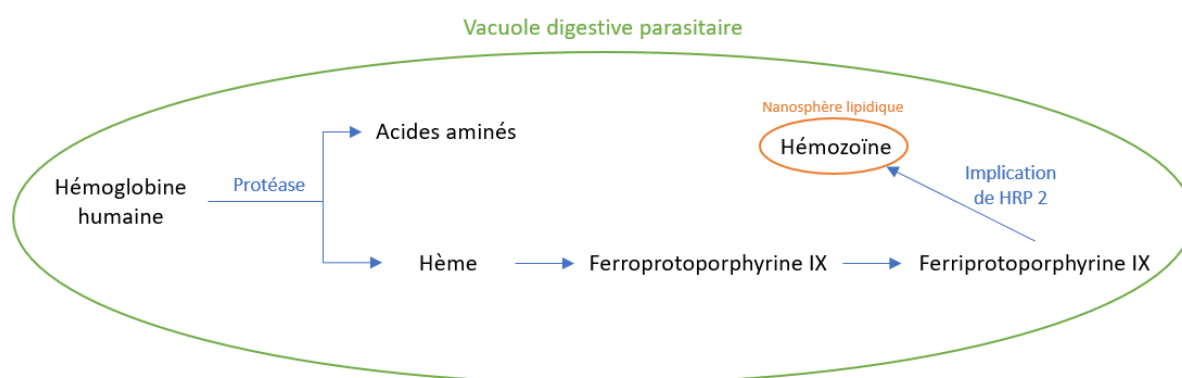 Vacuole digestive parasitaire
Nanosphère lipidique
Acides aminés
Hémozoïne
Hémoglobine
humaine
Protéase
Implication
de HRP 2
Hème
Ferroprotoporphyrine IX
Ferriprotoporphyrine IX